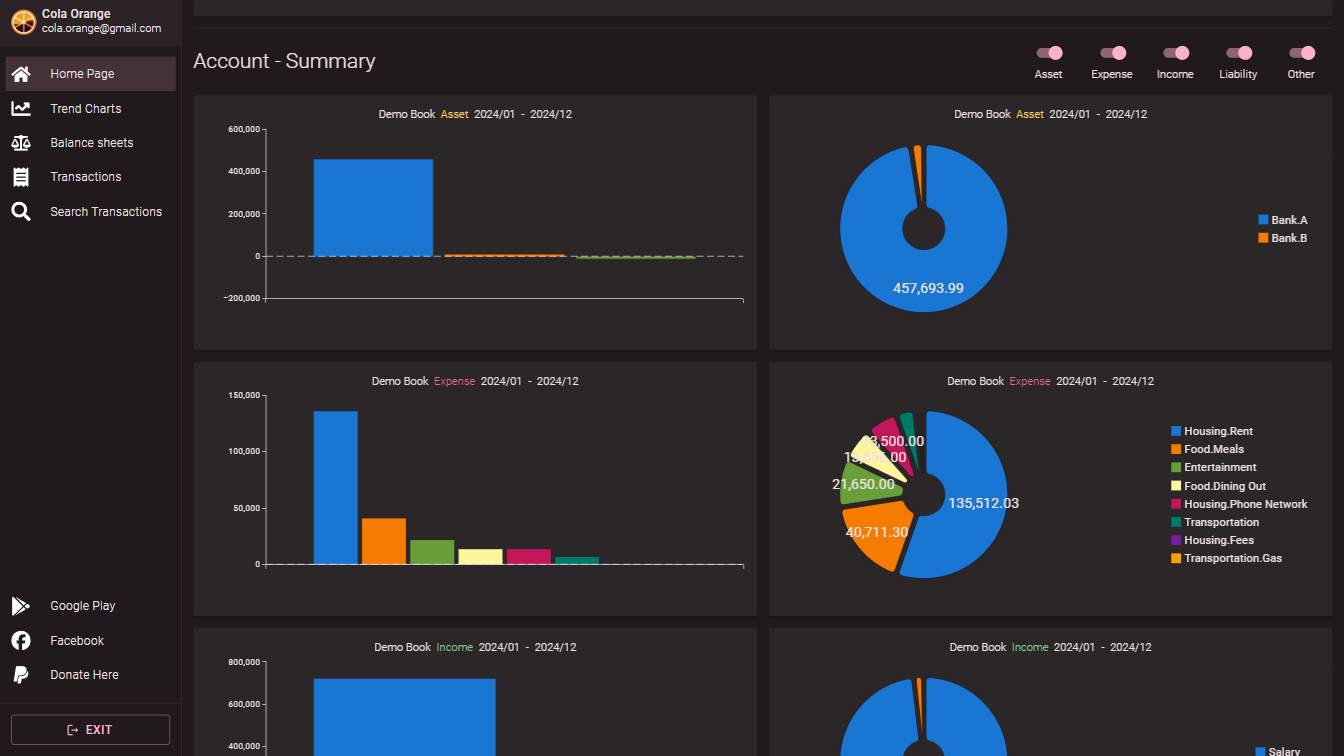 Cola Orange
cola.orange@gmail.com
Home Page
Trend Charts
Balance sheets
Transactions
Search Transactions
Google Play
Facebook
Donate Here
EXIT
Account - Summary
Asset
Expense
Income
Liability
Other
Demo Book Asset 2024/01 - 2024/12
600,000
400,000
200,000
0
−200,000
Demo Book Asset 2024/01 - 2024/12
457,693.99
Bank.A
Bank.B
Demo Book Expense 2024/01 - 2024/12
150,000
100,000
50,000
0
Demo Book Expense 2024/01 - 2024/12
21,650.00
135,512.03
40,711.30
Housing.Rent
Food.Meals
Entertainment
Food.Dining Out
Housing.Phone Network
Transportation
Housing.Fees
Transportation.Gas
Demo Book Income 2024/01 - 2024/12
800,000
600,000
400,000
Demo Book Income 2024/01 - 2024/12
Salary